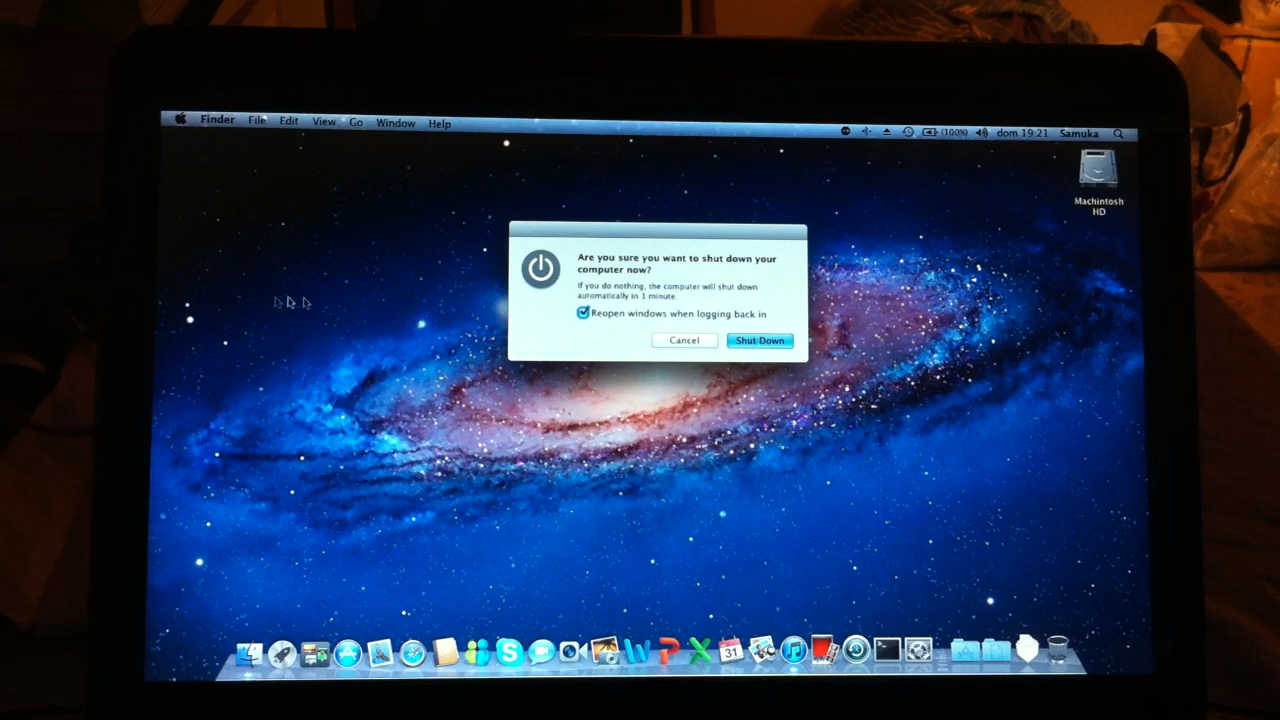 Finder File Edit View Go Window Help
(100%) dom 19:21 Samuka
Machintosh
HD
Are you sure you want to shut down your
computer now?
If you do nothing, the computer will shut down
automatically in 1 minute.
Reopen windows when logging back in
Cancel Shut Down
31